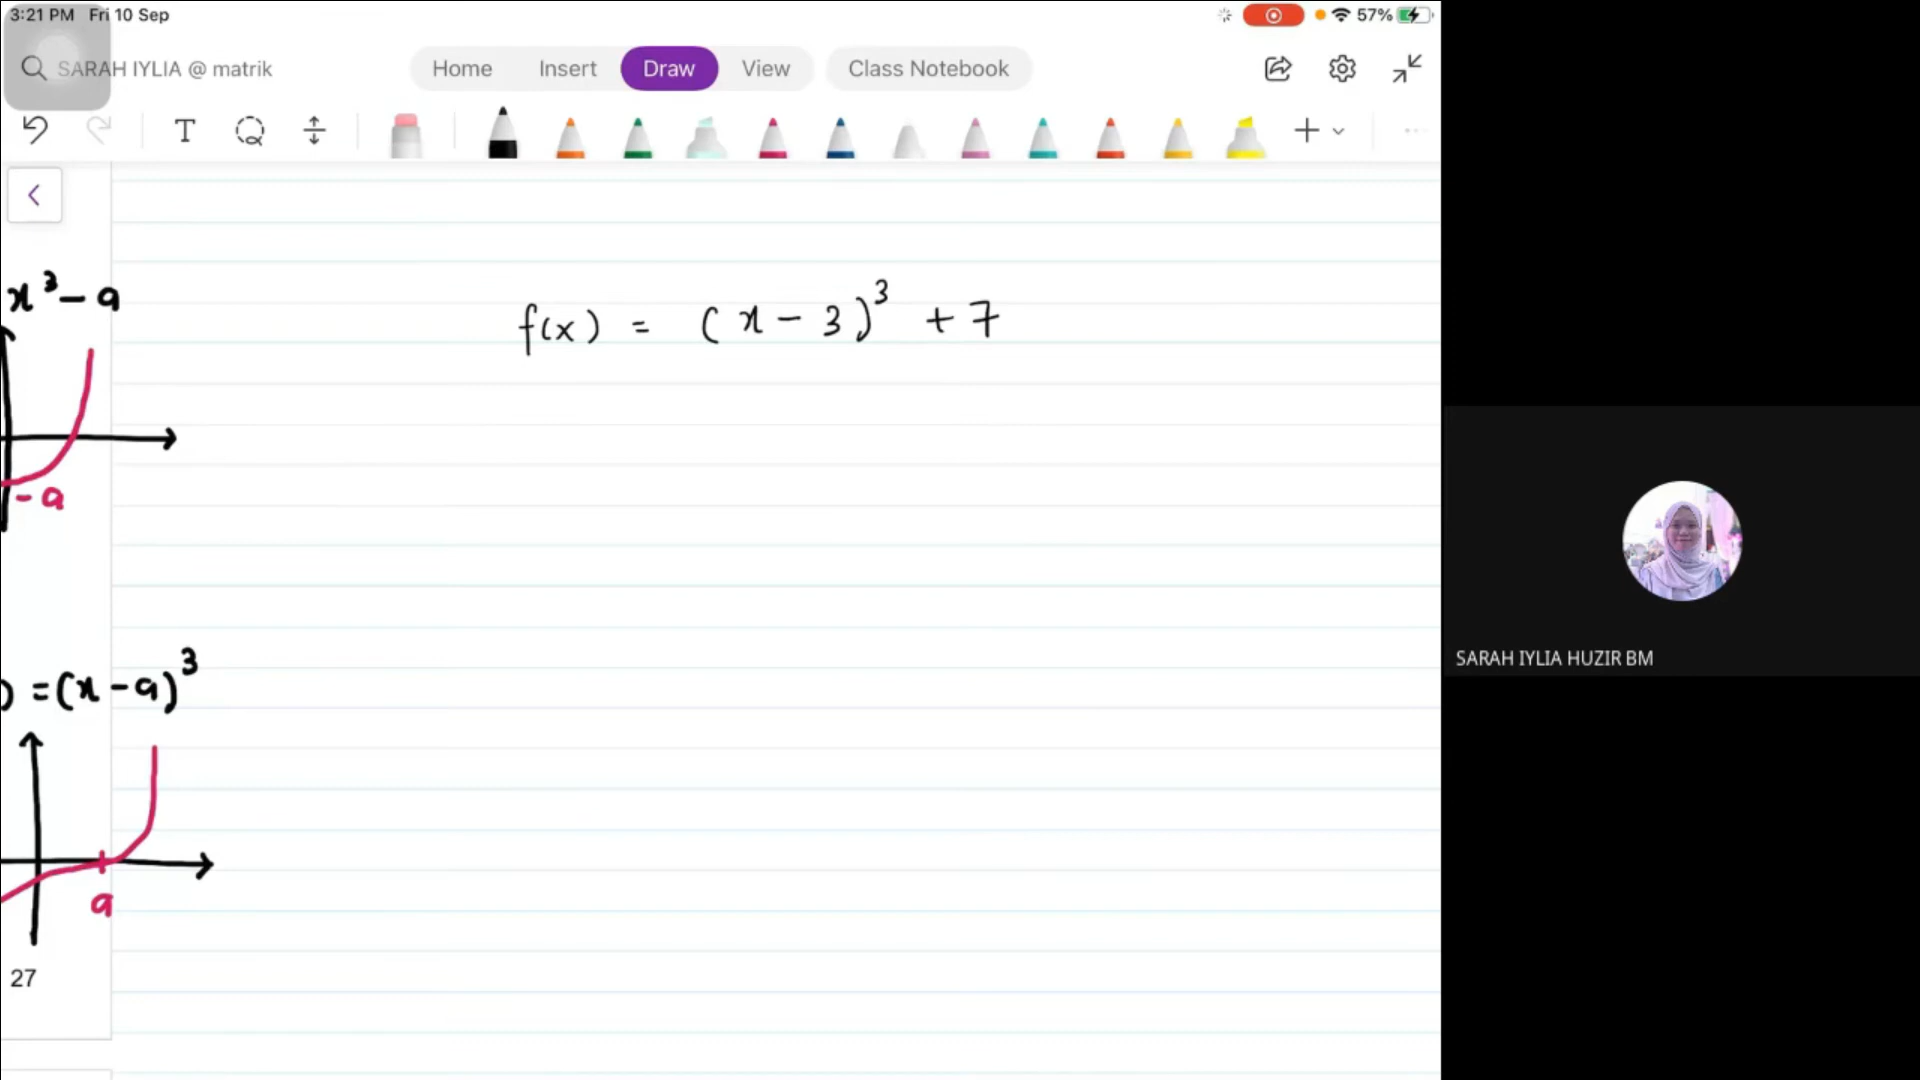 3:21 PM Fri 10 Sep
57%
SARAH IYLIA @ matrik
Home Insert Draw View Class Notebook
T
x³ - a
f(x) = (x - 3)³ + 7
-a
) = (x - a)³
SARAH IYLIA HUZIR BM
a
27